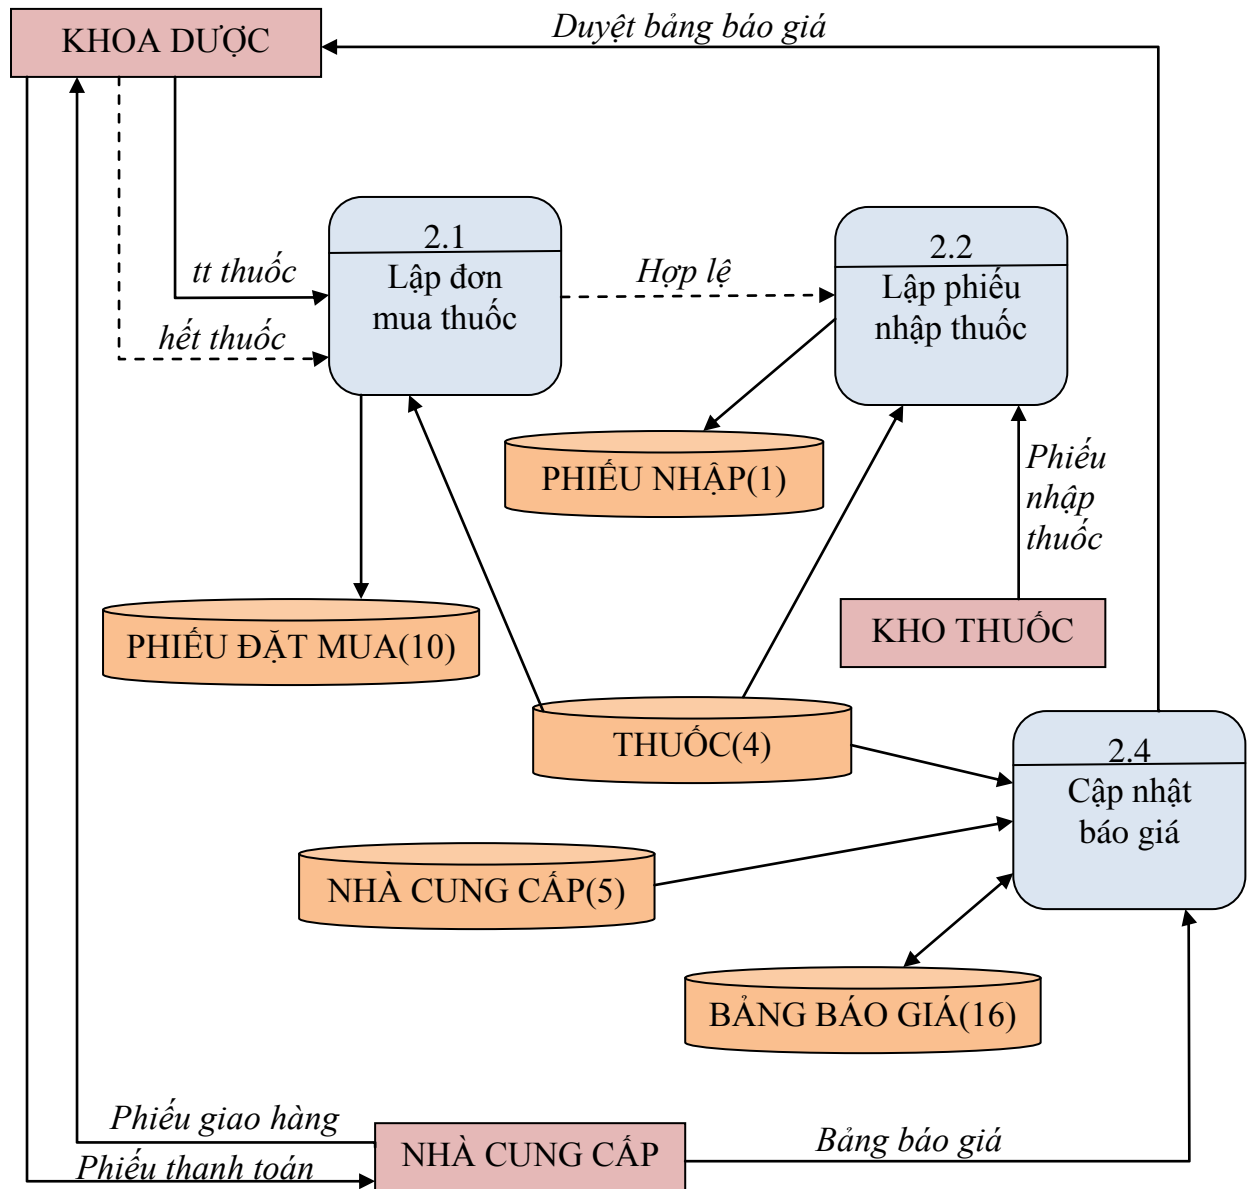 KHOA DƯỢC
Duyệt bảng báo giá
2.1
Lập đơn
mua thuốc
2.2
Lập phiếu
nhập thuốc
tt thuốc
Hợp lệ
hết thuốc
PHIẾU NHẬP(1)
Phiếu
nhập
thuốc
PHIẾU ĐẶT MUA(10)
KHO THUỐC
THUỐC(4)
2.4
Cập nhật
báo giá
NHÀ CUNG CẤP(5)
BẢNG BÁO GIÁ(16)
Phiếu giao hàng
NHÀ CUNG CẤP
Bảng báo giá
Phiếu thanh toán